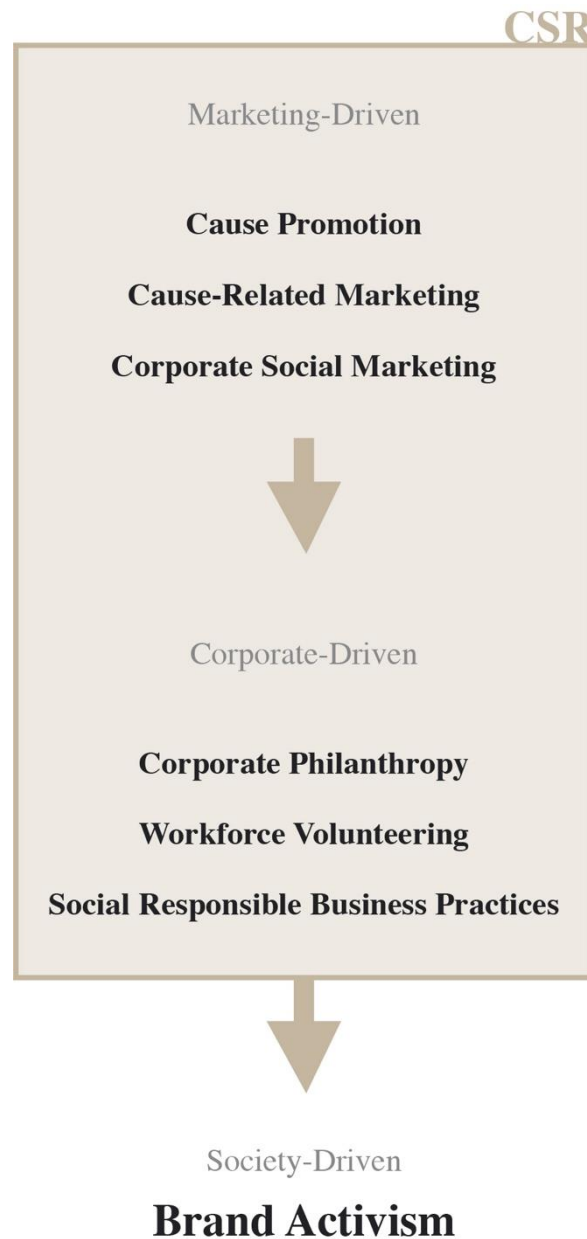 CSR
Marketing-Driven
Cause Promotion
Cause-Related Marketing
Corporate Social Marketing
Corporate-Driven
Corporate Philanthropy
Workforce Volunteering
Social Responsible Business Practices
Society-Driven
Brand Activism